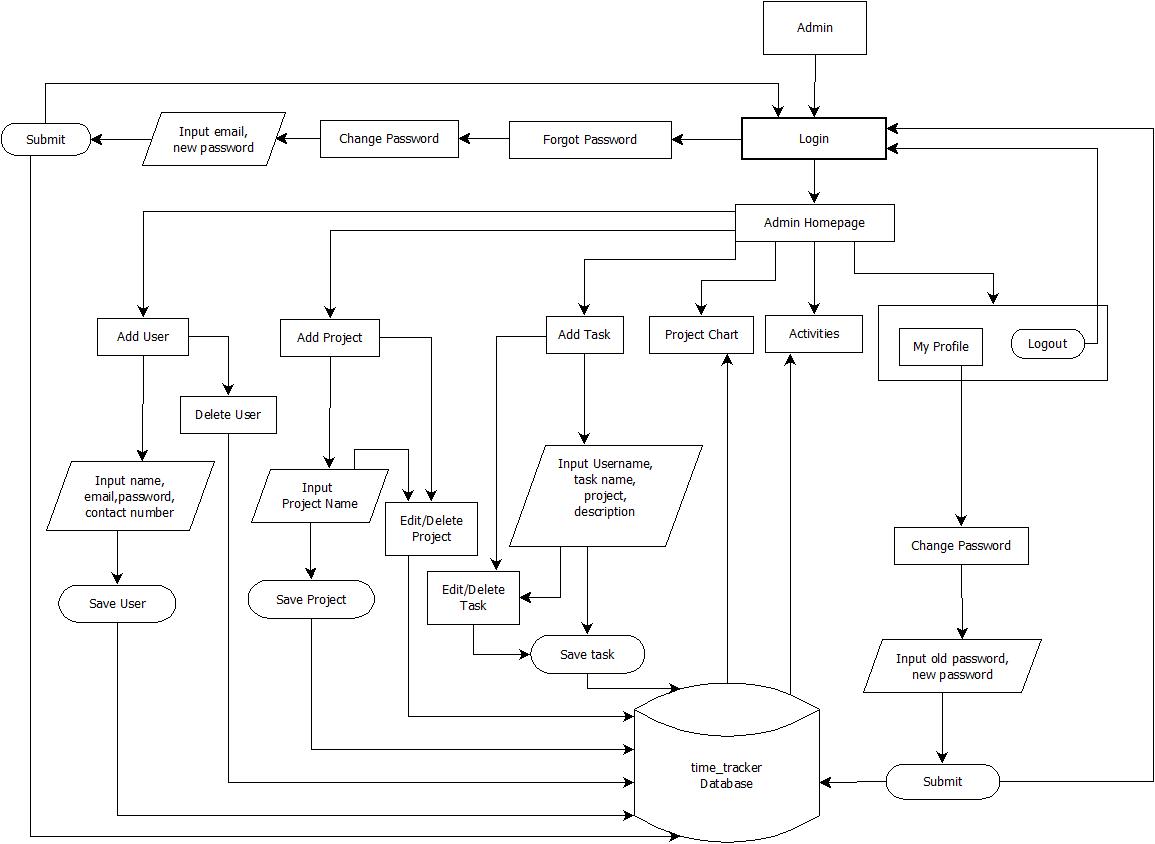 Admin
Submit
Input email,
new password
Change Password
Forgot Password
Login
Admin Homepage
Add User
Add Project
Add Task
Project Chart
Activities
My Profile
Logout
Delete User
Input name,
email,password,
contact number
Input
Project Name
Edit/Delete
Project
Input Username,
task name,
project,
description
Change Password
Edit/Delete
Task
Save User
Save Project
Save task
Input old password,
new password
time_tracker
Database
Submit